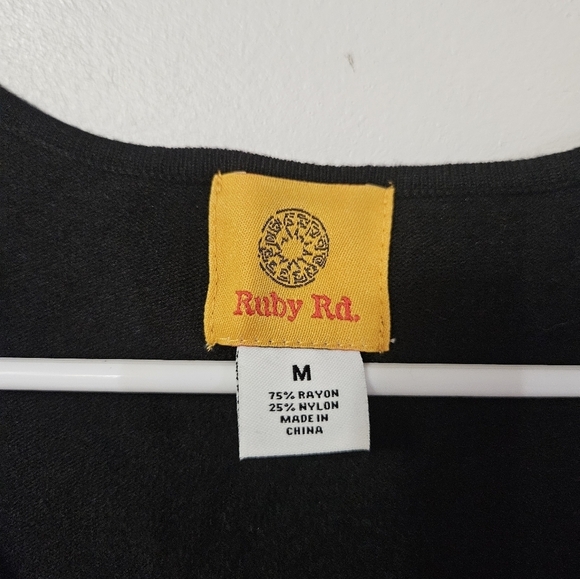 Ruby Rd.
M
75% RAYON
25% NYLON
MADE IN
CHINA